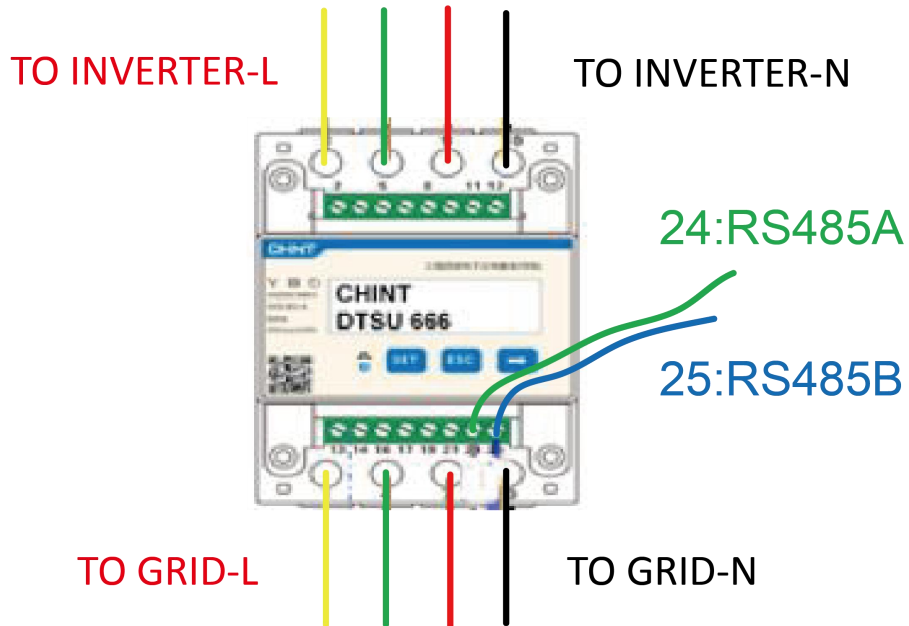 TO INVERTER-L
TO INVERTER-N
2 5 8 11 12
24:RS485A
CHINT
CHINT
DTSU 666
SET ESC
25:RS485B
13 14 16 17 19 21
TO GRID-L
TO GRID-N